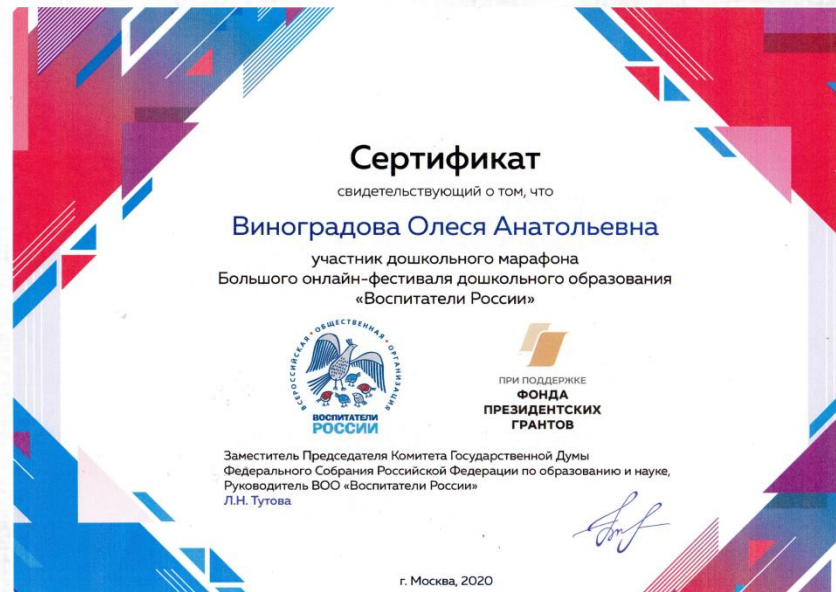 Сертификат
свидетельствующий о том, что
Виноградова Олеся Анатольевна
участник дошкольного марафона
Большого онлайн-фестиваля дошкольного образования
«Воспитатели России»
ВСЕРОССИЙСКАЯ • ОБЩЕСТВЕННАЯ • ОРГАНИЗАЦИЯ
ВОСПИТАТЕЛИ
РОССИИ
ПРИ ПОДДЕРЖКЕ
ФОНДА
ПРЕЗИДЕНТСКИХ
ГРАНТОВ
Заместитель Председателя Комитета Государственной Думы
Федерального Собрания Российской Федерации по образованию и науке,
Руководитель ВОО «Воспитатели России»
Л.Н. Тутова
г. Москва, 2020